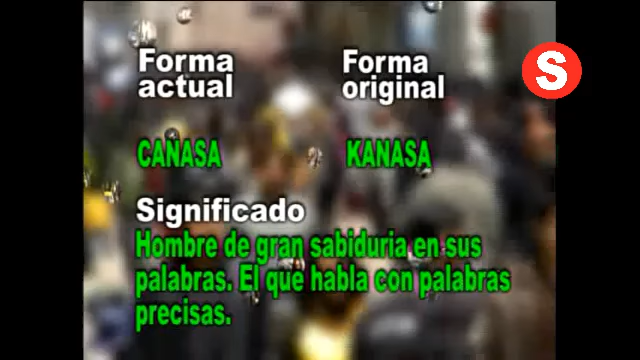 Forma actual
Forma original
CANASA
KANASA
Significado
Hombre de gran sabiduria en sus
palabras. El que habla con palabras
precisas.
S